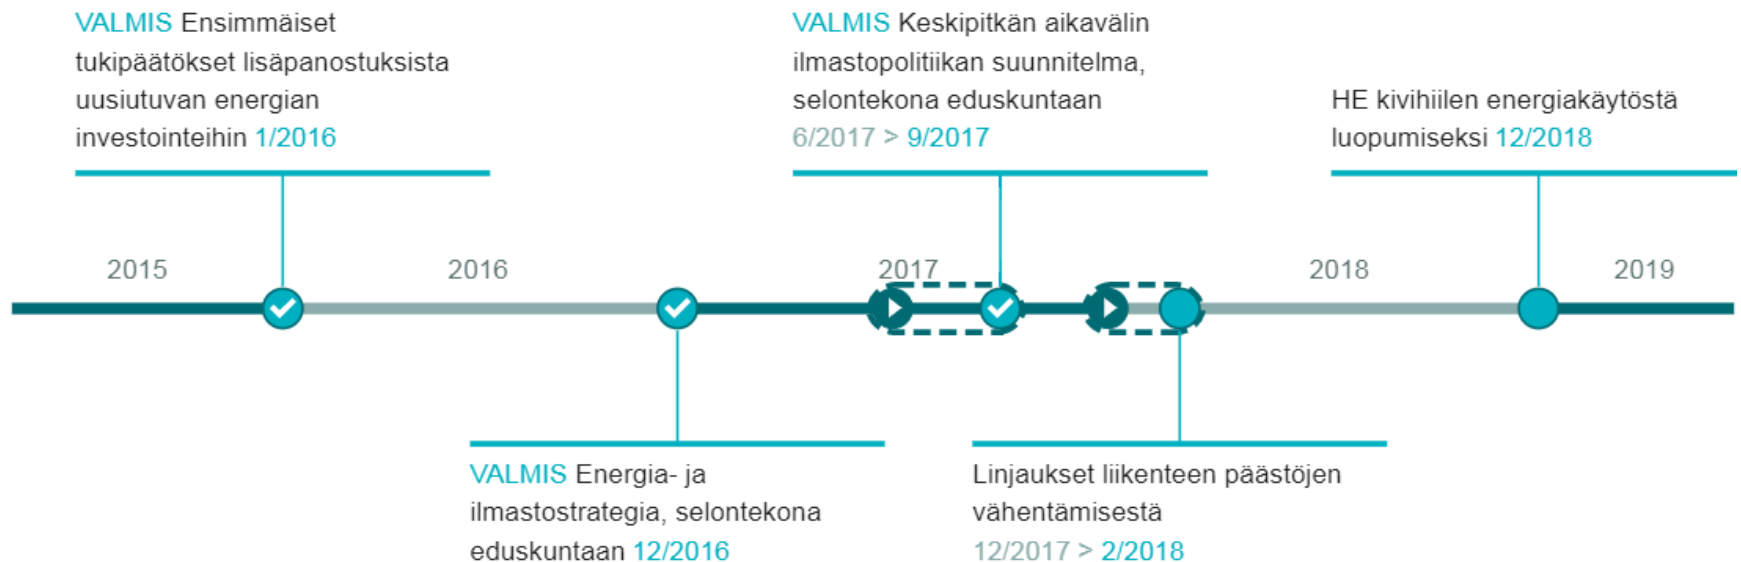 VALMIS Ensimmäiset
tukipäätökset lisäpanostuksista
uusiutuvan energian
investointeihin 1/2016
VALMIS Keskipitkän aikavälin
ilmastopolitiikan suunnitelma,
selontekona eduskuntaan
6/2017 > 9/2017
HE kivihiilen energiakäytöstä
luopumiseksi 12/2018
2015
2016
2017
2018
2019
VALMIS Energia- ja
ilmastostrategia, selontekona
eduskuntaan 12/2016
Linjaukset liikenteen päästöjen
vähentämisestä
12/2017 > 2/2018